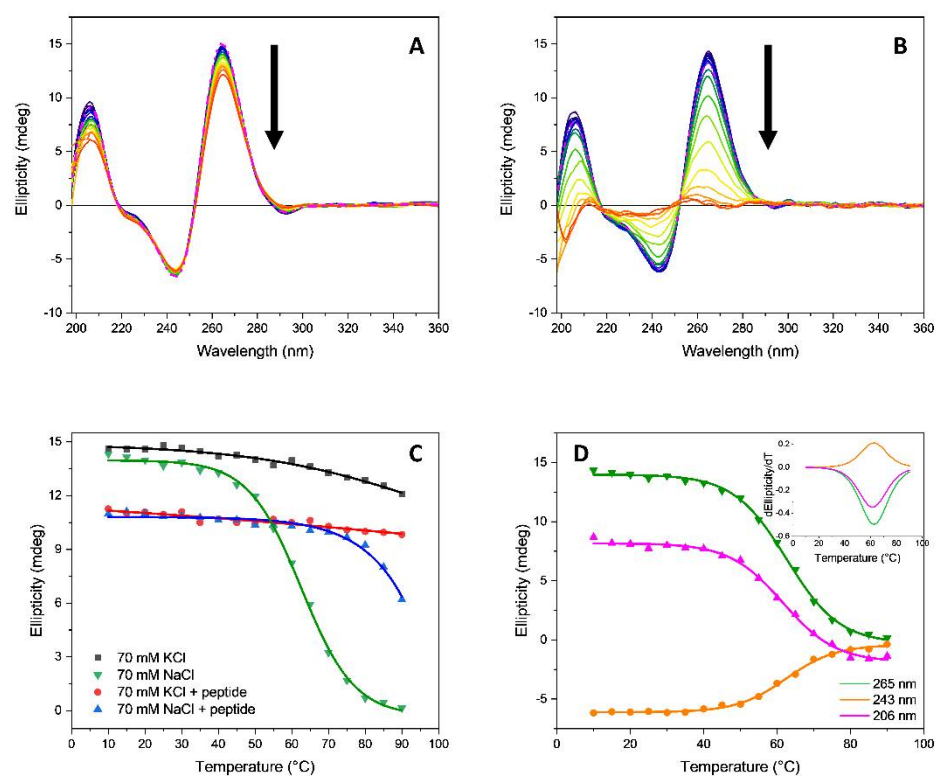 15
10
5
0
-5
-10
Ellipticity (mdeg)
A
200 220 240 260 280 300 320 340 360
Wavelength (nm)
15
10
5
0
-5
-10
Ellipticity (mdeg)
B
200 220 240 260 280 300 320 340 360
Wavelength (nm)
15
12
9
6
3
0
Ellipticity (mdeg)
C
70 mM KCl
70 mM NaCl
70 mM KCl + peptide
70 mM NaCl + peptide
0 10 20 30 40 50 60 70 80 90 100
Temperature (°C)
15
10
5
0
-5
Ellipticity (mdeg)
D
0.2
0.0
-0.2
-0.4
-0.6
dEllipticity/dT
0 20 40 60 80 100
Temperature (°C)
265 nm
243 nm
206 nm
0 20 40 60 80 100
Temperature (°C)